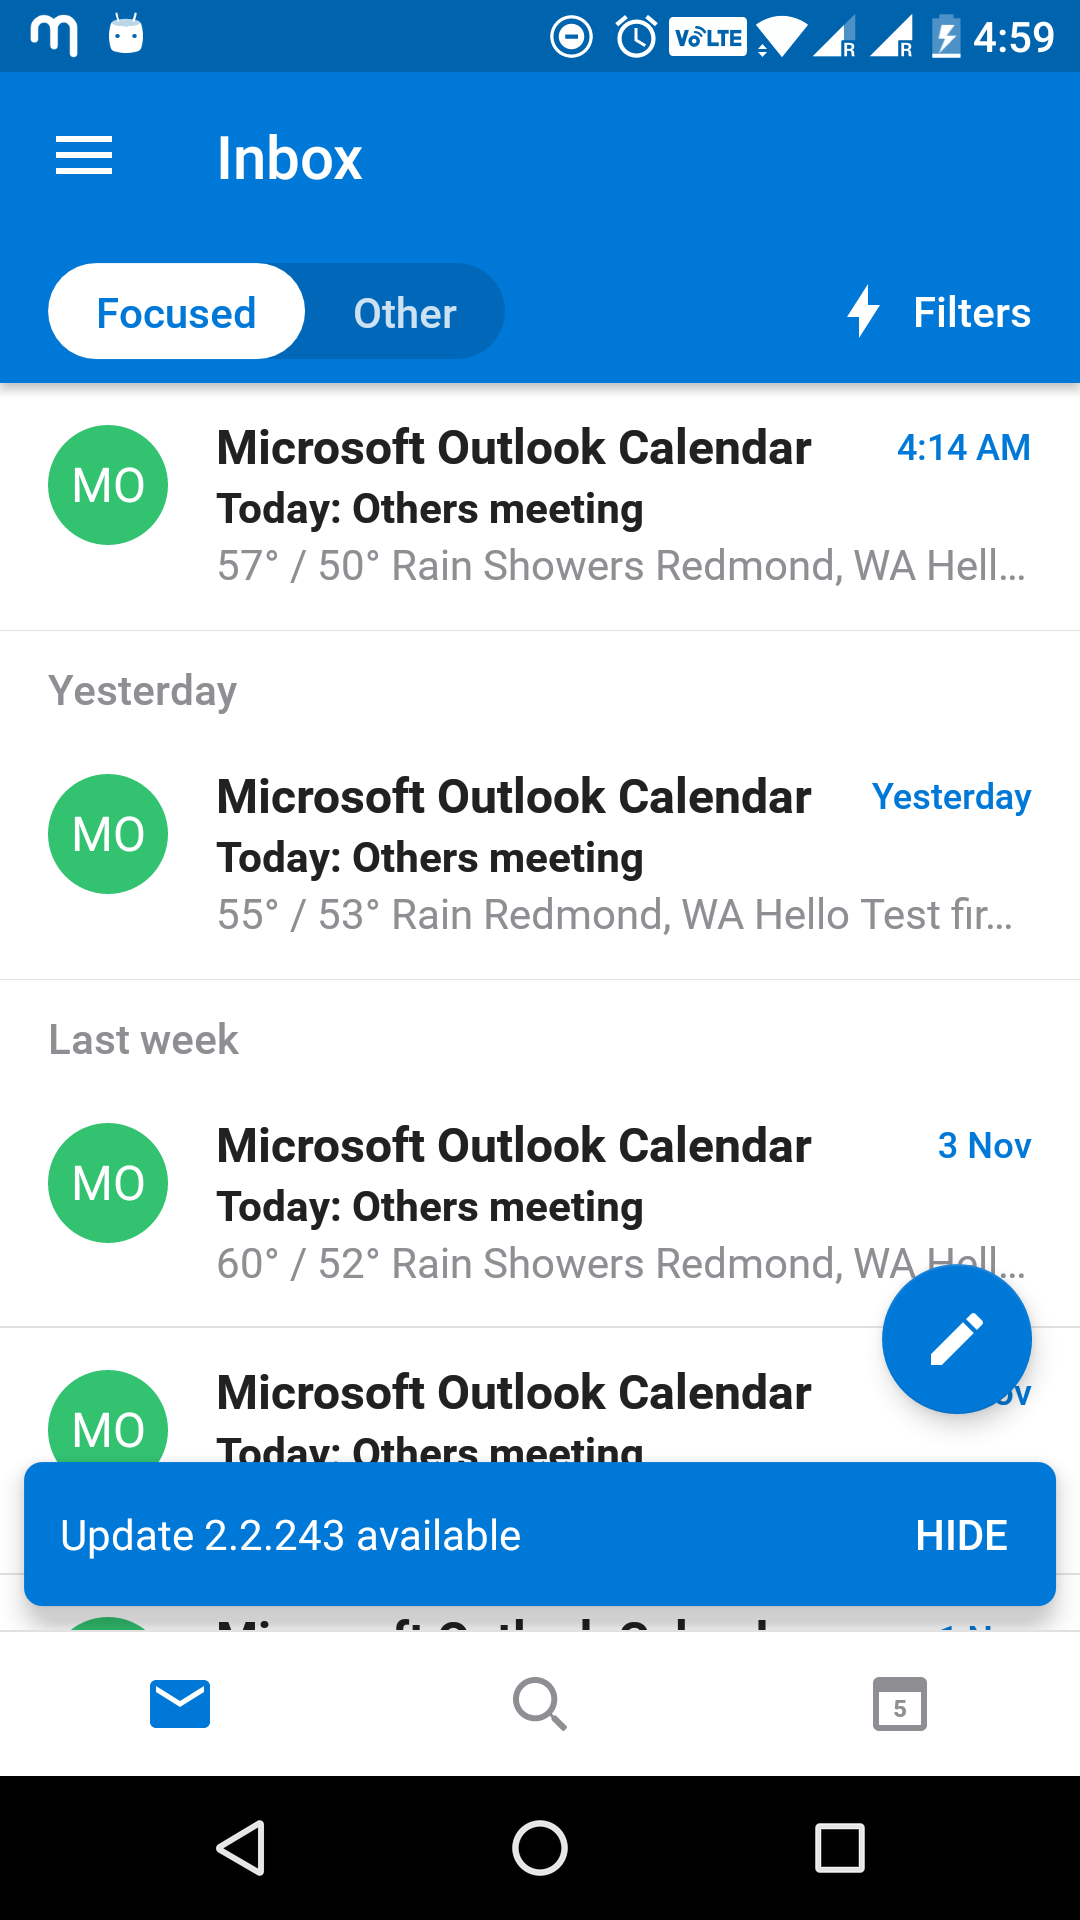 VoLTE R R 4:59
Inbox
Focused Other Filters
MO Microsoft Outlook Calendar 4:14 AM
Today: Others meeting
57° / 50° Rain Showers Redmond, WA Hell...
Yesterday
MO Microsoft Outlook Calendar Yesterday
Today: Others meeting
55° / 53° Rain Redmond, WA Hello Test fir...
Last week
MO Microsoft Outlook Calendar 3 Nov
Today: Others meeting
60° / 52° Rain Showers Redmond, WA Hell...
MO Microsoft Outlook Calendar
Today: Others meeting
Update 2.2.243 available HIDE
Microsoft Outlook Calendar
5